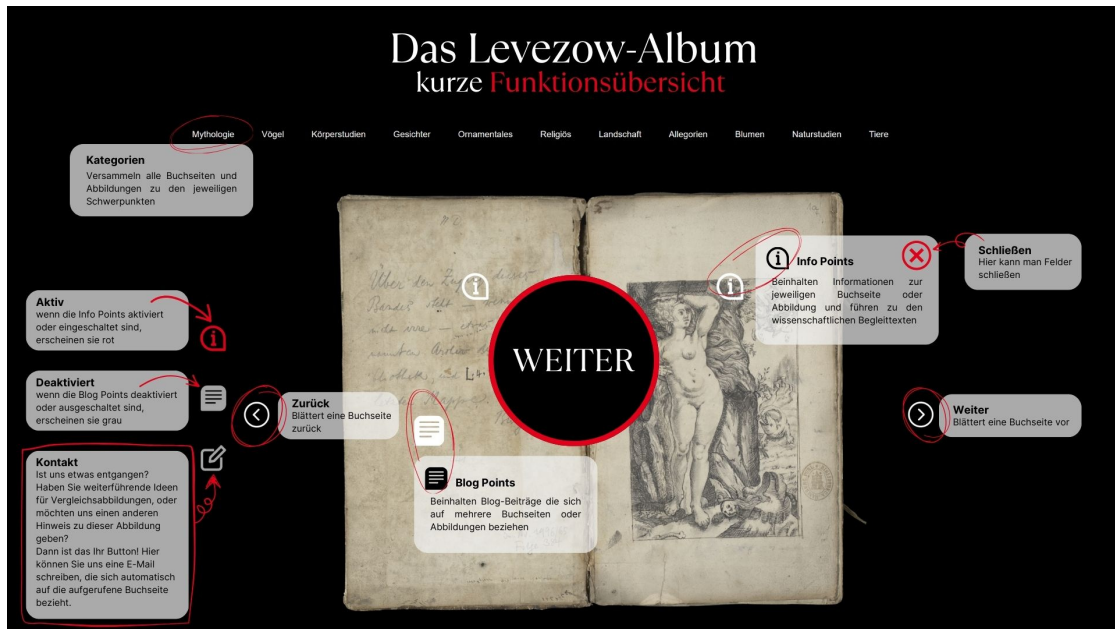 Das Levezow-Album
kurze Funktionsübersicht
Mythologie Vögel Körperstudien Gesichter Ornamentales Religiös Landschaft Allegorien Blumen Naturstudien Tiere
Kategorien
Versammeln alle Buchseiten und
Abbildungen zu den jeweiligen
Schwerpunkten
Info Points
Beinhalten Informationen zur
jeweiligen Buchseite oder
Abbildung und führen zu den
wissenschaftlichen Begleittexten
Schließen
Hier kann man Felder
schließen
Aktiv
wenn die Info Points aktiviert
oder eingeschaltet sind,
erscheinen sie rot
Über den
Bandes
WEITER
Deaktiviert
wenn die Blog Points deaktiviert
oder ausgeschaltet sind,
erscheinen sie grau
Zurück
Blättert eine Buchseite
zurück
Weiter
Blättert eine Buchseite vor
Kontakt
Ist uns etwas entgangen?
Haben Sie weiterführende Ideen
für Vergleichsabbildungen, oder
möchten uns einen anderen
Hinweis zu dieser Abbildung
geben?
Dann ist das Ihr Button! Hier
können Sie uns eine E-Mail
schreiben, die sich automatisch
auf die aufgerufene Buchseite
bezieht.
Blog Points
Beinhalten Blog-Beiträge die sich
auf mehrere Buchseiten oder
Abbildungen beziehen